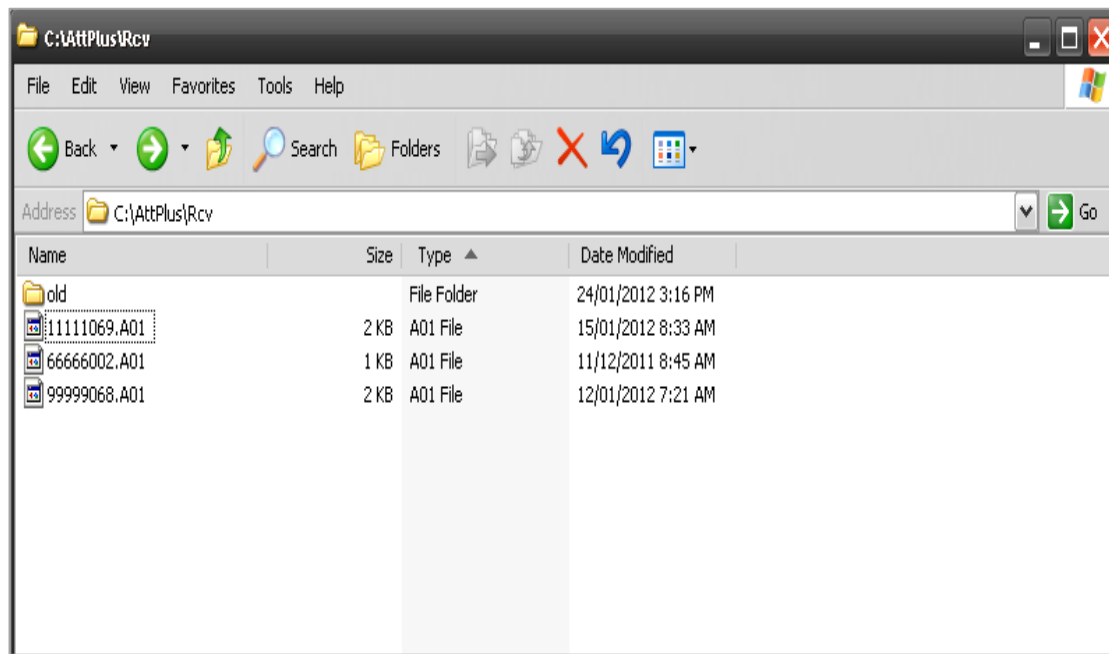 C:\AttPlus\Rcv
File Edit View Favorites Tools Help
Back Search Folders
Address C:\AttPlus\Rcv Go
Name Size Type Date Modified
old File Folder 24/01/2012 3:16 PM
11111069.A01 2 KB A01 File 15/01/2012 8:33 AM
66666002.A01 1 KB A01 File 11/12/2011 8:45 AM
99999068.A01 2 KB A01 File 12/01/2012 7:21 AM